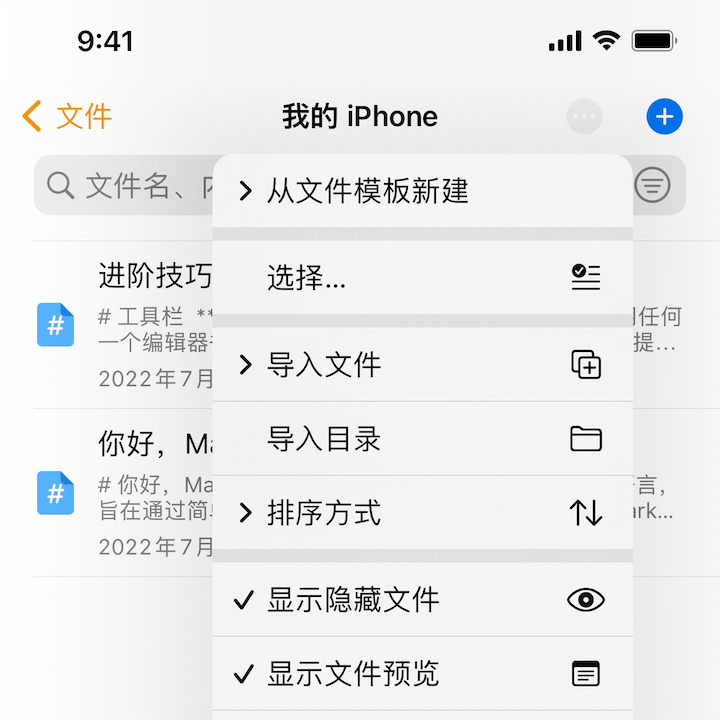 9:41
文件
我的 iPhone
文件名、
从文件模板新建
选择...
进阶技巧
# 工具栏 **
任何
一个编辑器
提...
2022年7月
导入文件
导入目录
你好，Ma
# 你好，Ma
言，
旨在通过简
ark...
2022年7月
排序方式
显示隐藏文件
显示文件预览